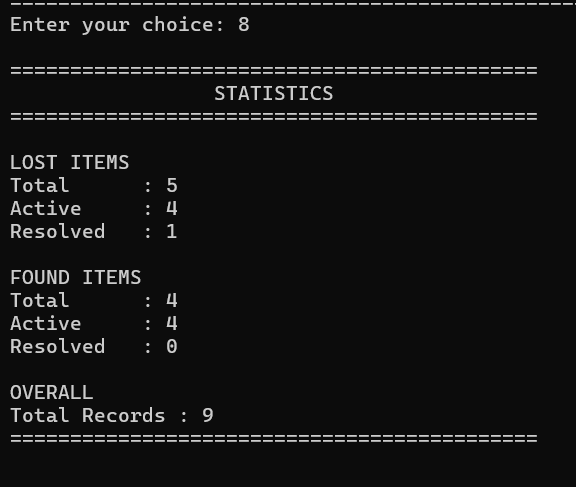 ================================================
Enter your choice: 8
============================================
STATISTICS
============================================
LOST ITEMS
Total      : 5
Active     : 4
Resolved   : 1
FOUND ITEMS
Total      : 4
Active     : 4
Resolved   : 0
OVERALL
Total Records : 9
============================================